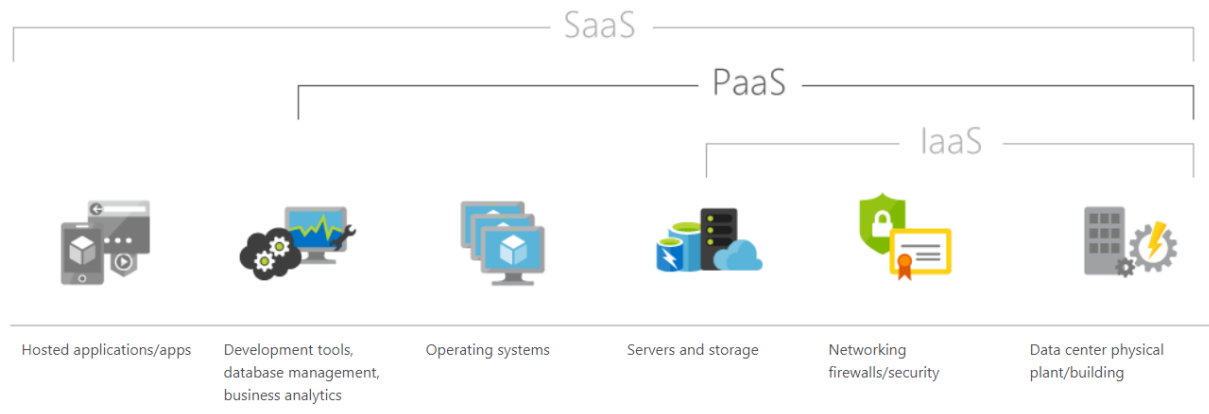 SaaS
PaaS
IaaS
Hosted applications/apps
Development tools,
database management,
business analytics
Operating systems
Servers and storage
Networking
firewalls/security
Data center physical
plant/building